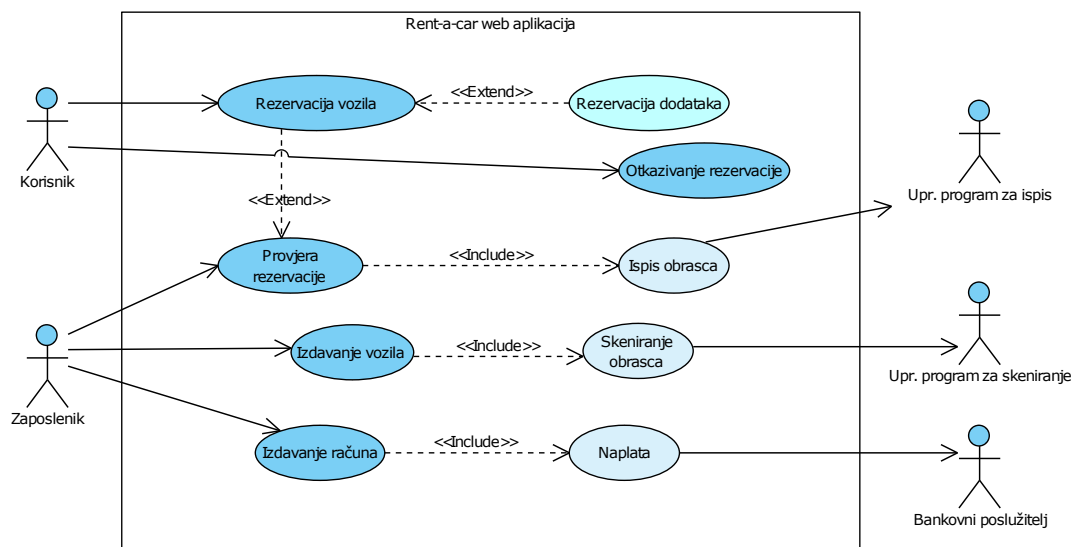 Rent-a-car web aplikacija
Rezervacija vozila
<<Extend>>
Rezervacija dodataka
Korisnik
Otkazivanje rezervacije
Upr. program za ispis
<<Extend>>
Provjera
rezervacije
<<Include>>
Ispis obrasca
Zaposlenik
Izdavanje vozila
<<Include>>
Skeniranje
obrasca
Upr. program za skeniranje
Izdavanje računa
<<Include>>
Naplata
Bankovni poslužitelj